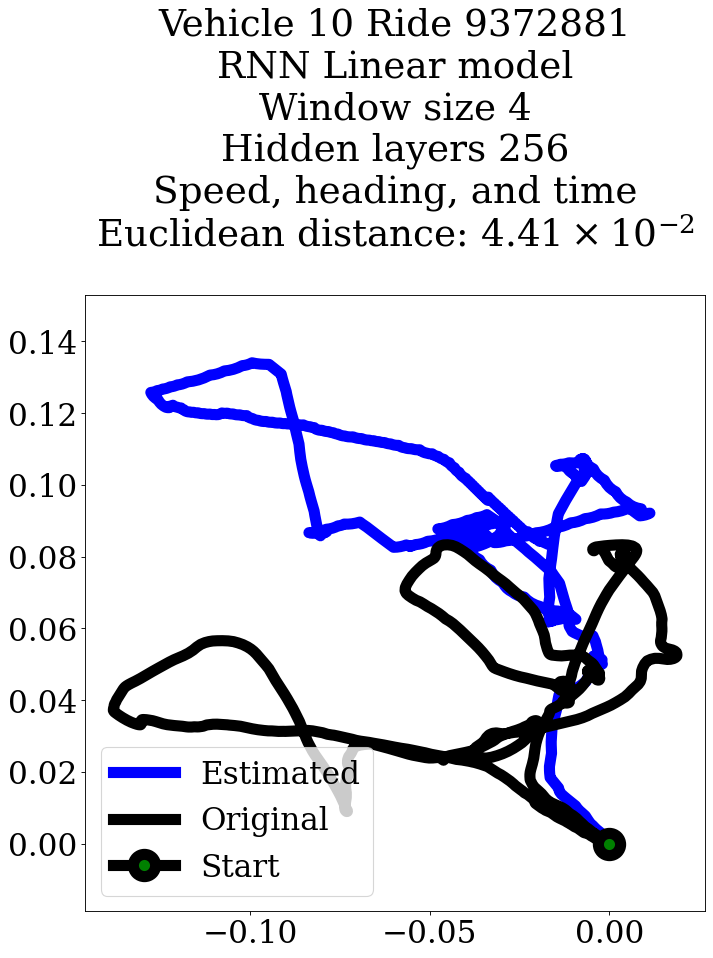 Vehicle 10 Ride 9372881
RNN Linear model
Window size 4
Hidden layers 256
Speed, heading, and time
Euclidean distance: 4.41 × 10⁻²
0.14
0.12
0.10
0.08
0.06
0.04
0.02
0.00
Estimated
Original
Start
−0.10
−0.05
0.00